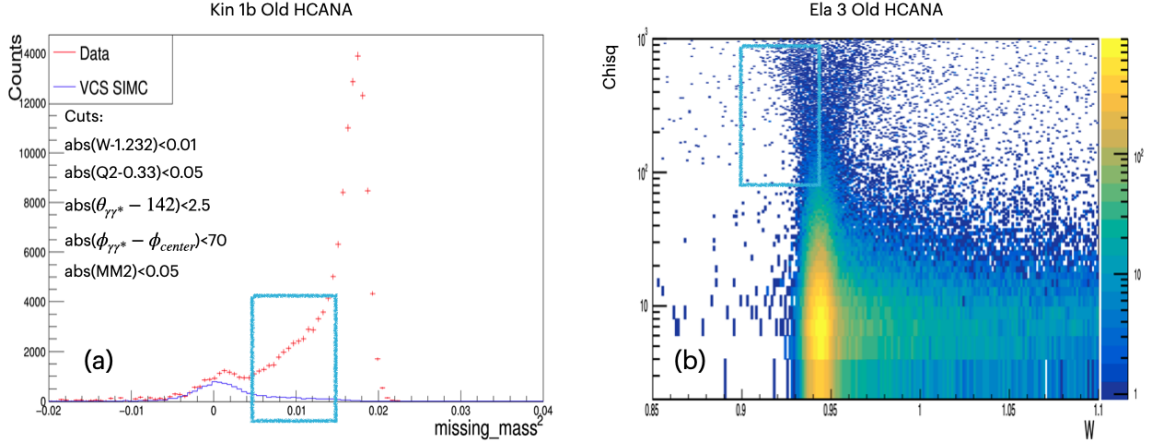 Kin 1b Old HCANA
Counts
14000
12000
10000
8000
6000
4000
2000
0
Data
VCS SIMC
Cuts:
abs(W-1.232)<0.01
abs(Q2-0.33)<0.05
abs(θγγ* − 142)<2.5
abs(ϕγγ* − ϕcenter)<70
abs(MM2)<0.05
(a)
−0.02 −0.01 0 0.01 0.02 0.03 0.04
missing_mass²
Ela 3 Old HCANA
Chisq
10³
10²
10
(b)
0.85 0.9 0.95 1 1.05 1.1
W
10²
10
1